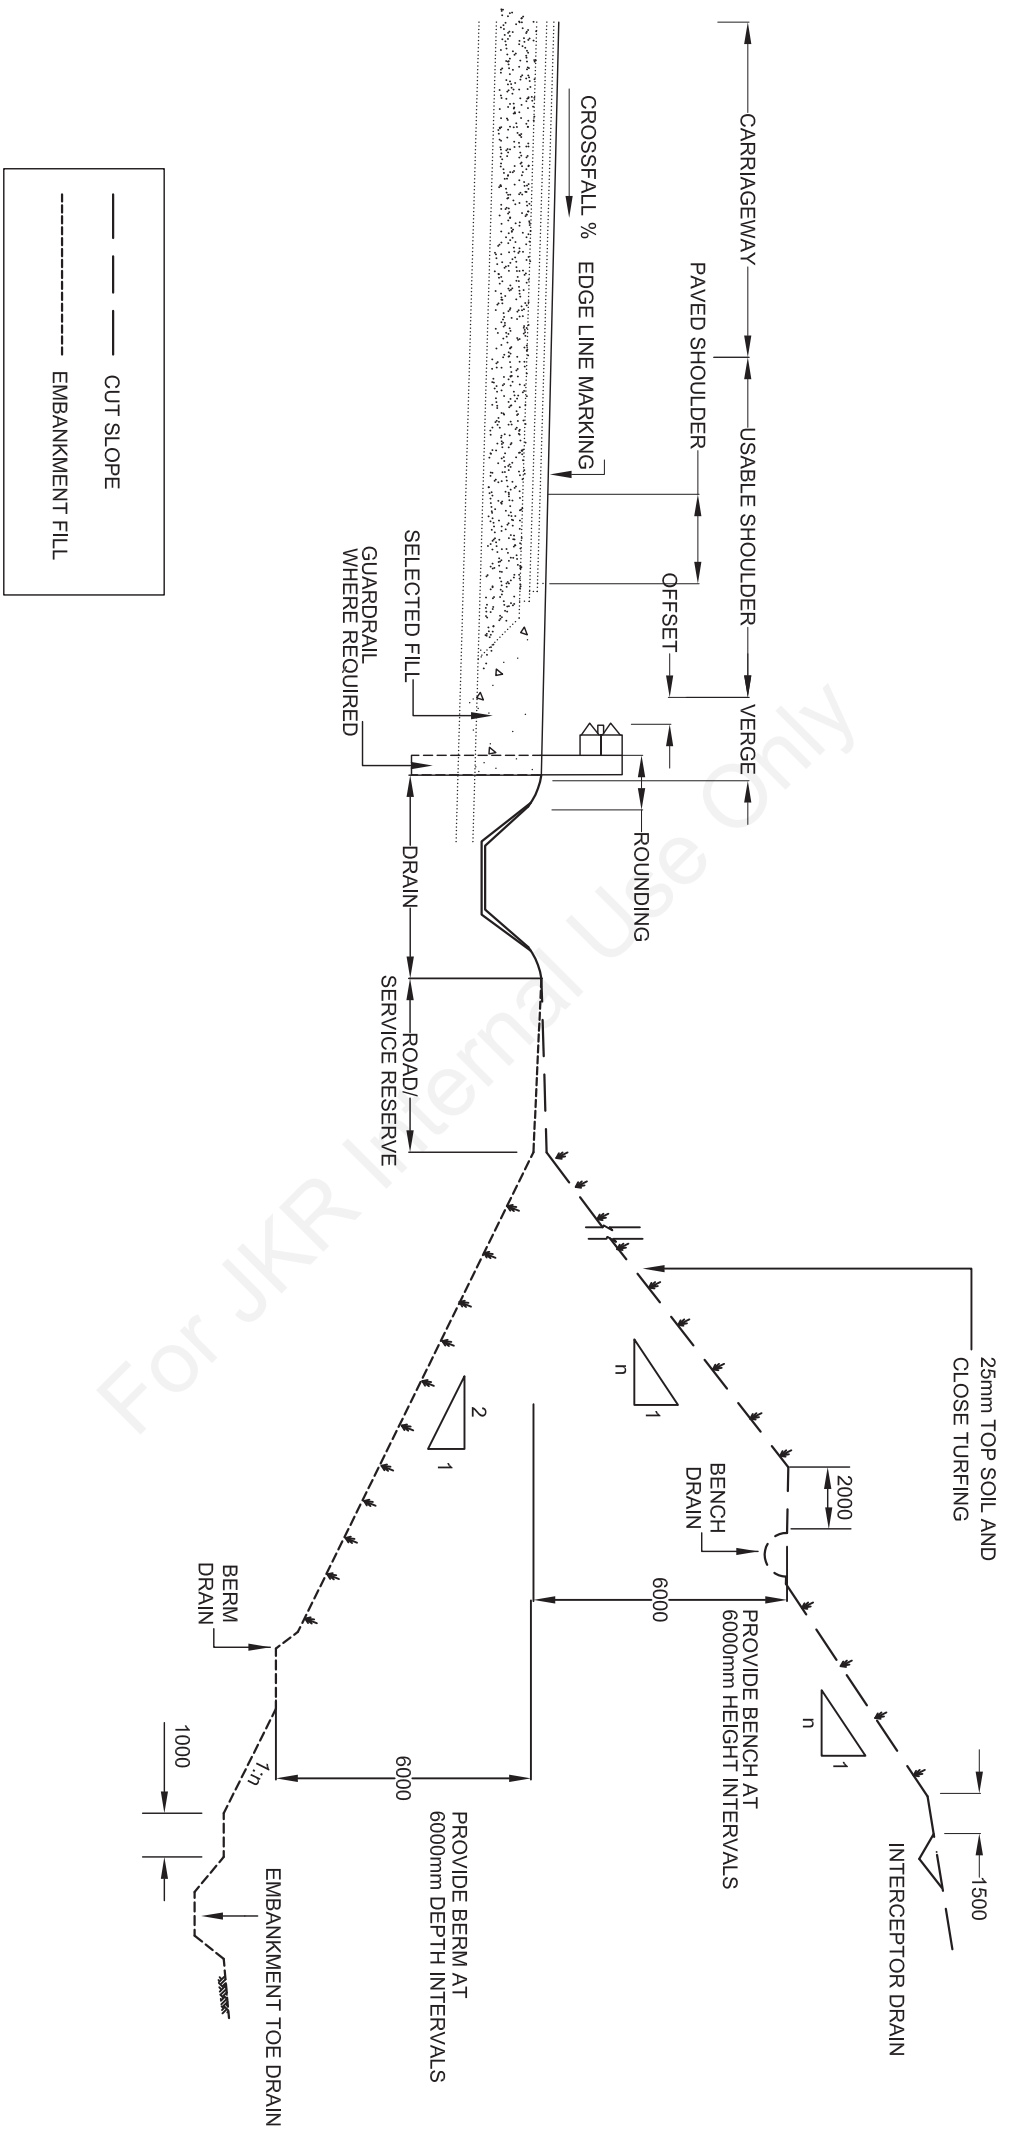 CARRIAGEWAY
USABLE SHOULDER
VERGE
PAVED SHOULDER
OFFSET
ROUNDING
CROSSFALL %
EDGE LINE MARKING
SELECTED FILL
GUARDRAIL
WHERE REQUIRED
DRAIN
ROAD/
SERVICE RESERVE
25mm TOP SOIL AND
CLOSE TURFING
n
1
2
1
2000
BENCH
DRAIN
6000
PROVIDE BENCH AT
6000mm HEIGHT INTERVALS
n
1
1500
INTERCEPTOR DRAIN
BERM
DRAIN
6000
PROVIDE BERM AT
6000mm DEPTH INTERVALS
1:n
1000
EMBANKMENT TOE DRAIN
CUT SLOPE
EMBANKMENT FILL
For JKR Internal Use Only